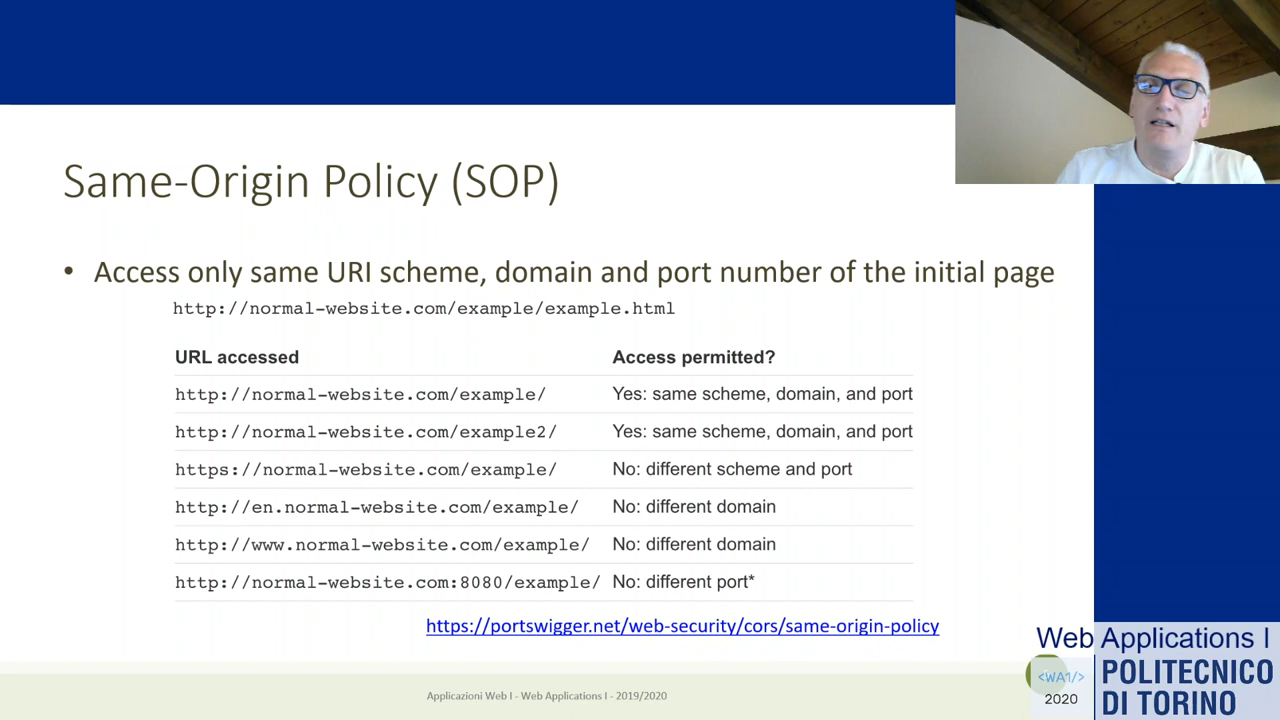 Same-Origin Policy (SOP)
• Access only same URI scheme, domain and port number of the initial page
http://normal-website.com/example/example.html
URL accessed Access permitted?
http://normal-website.com/example/ Yes: same scheme, domain, and port
http://normal-website.com/example2/ Yes: same scheme, domain, and port
https://normal-website.com/example/ No: different scheme and port
http://en.normal-website.com/example/ No: different domain
http://www.normal-website.com/example/ No: different domain
http://normal-website.com:8080/example/ No: different port*
https://portswigger.net/web-security/cors/same-origin-policy
Applicazioni Web I - Web Applications I - 2019/2020
Web Applications I
<WA1/>
2020
POLITECNICO
DI TORINO